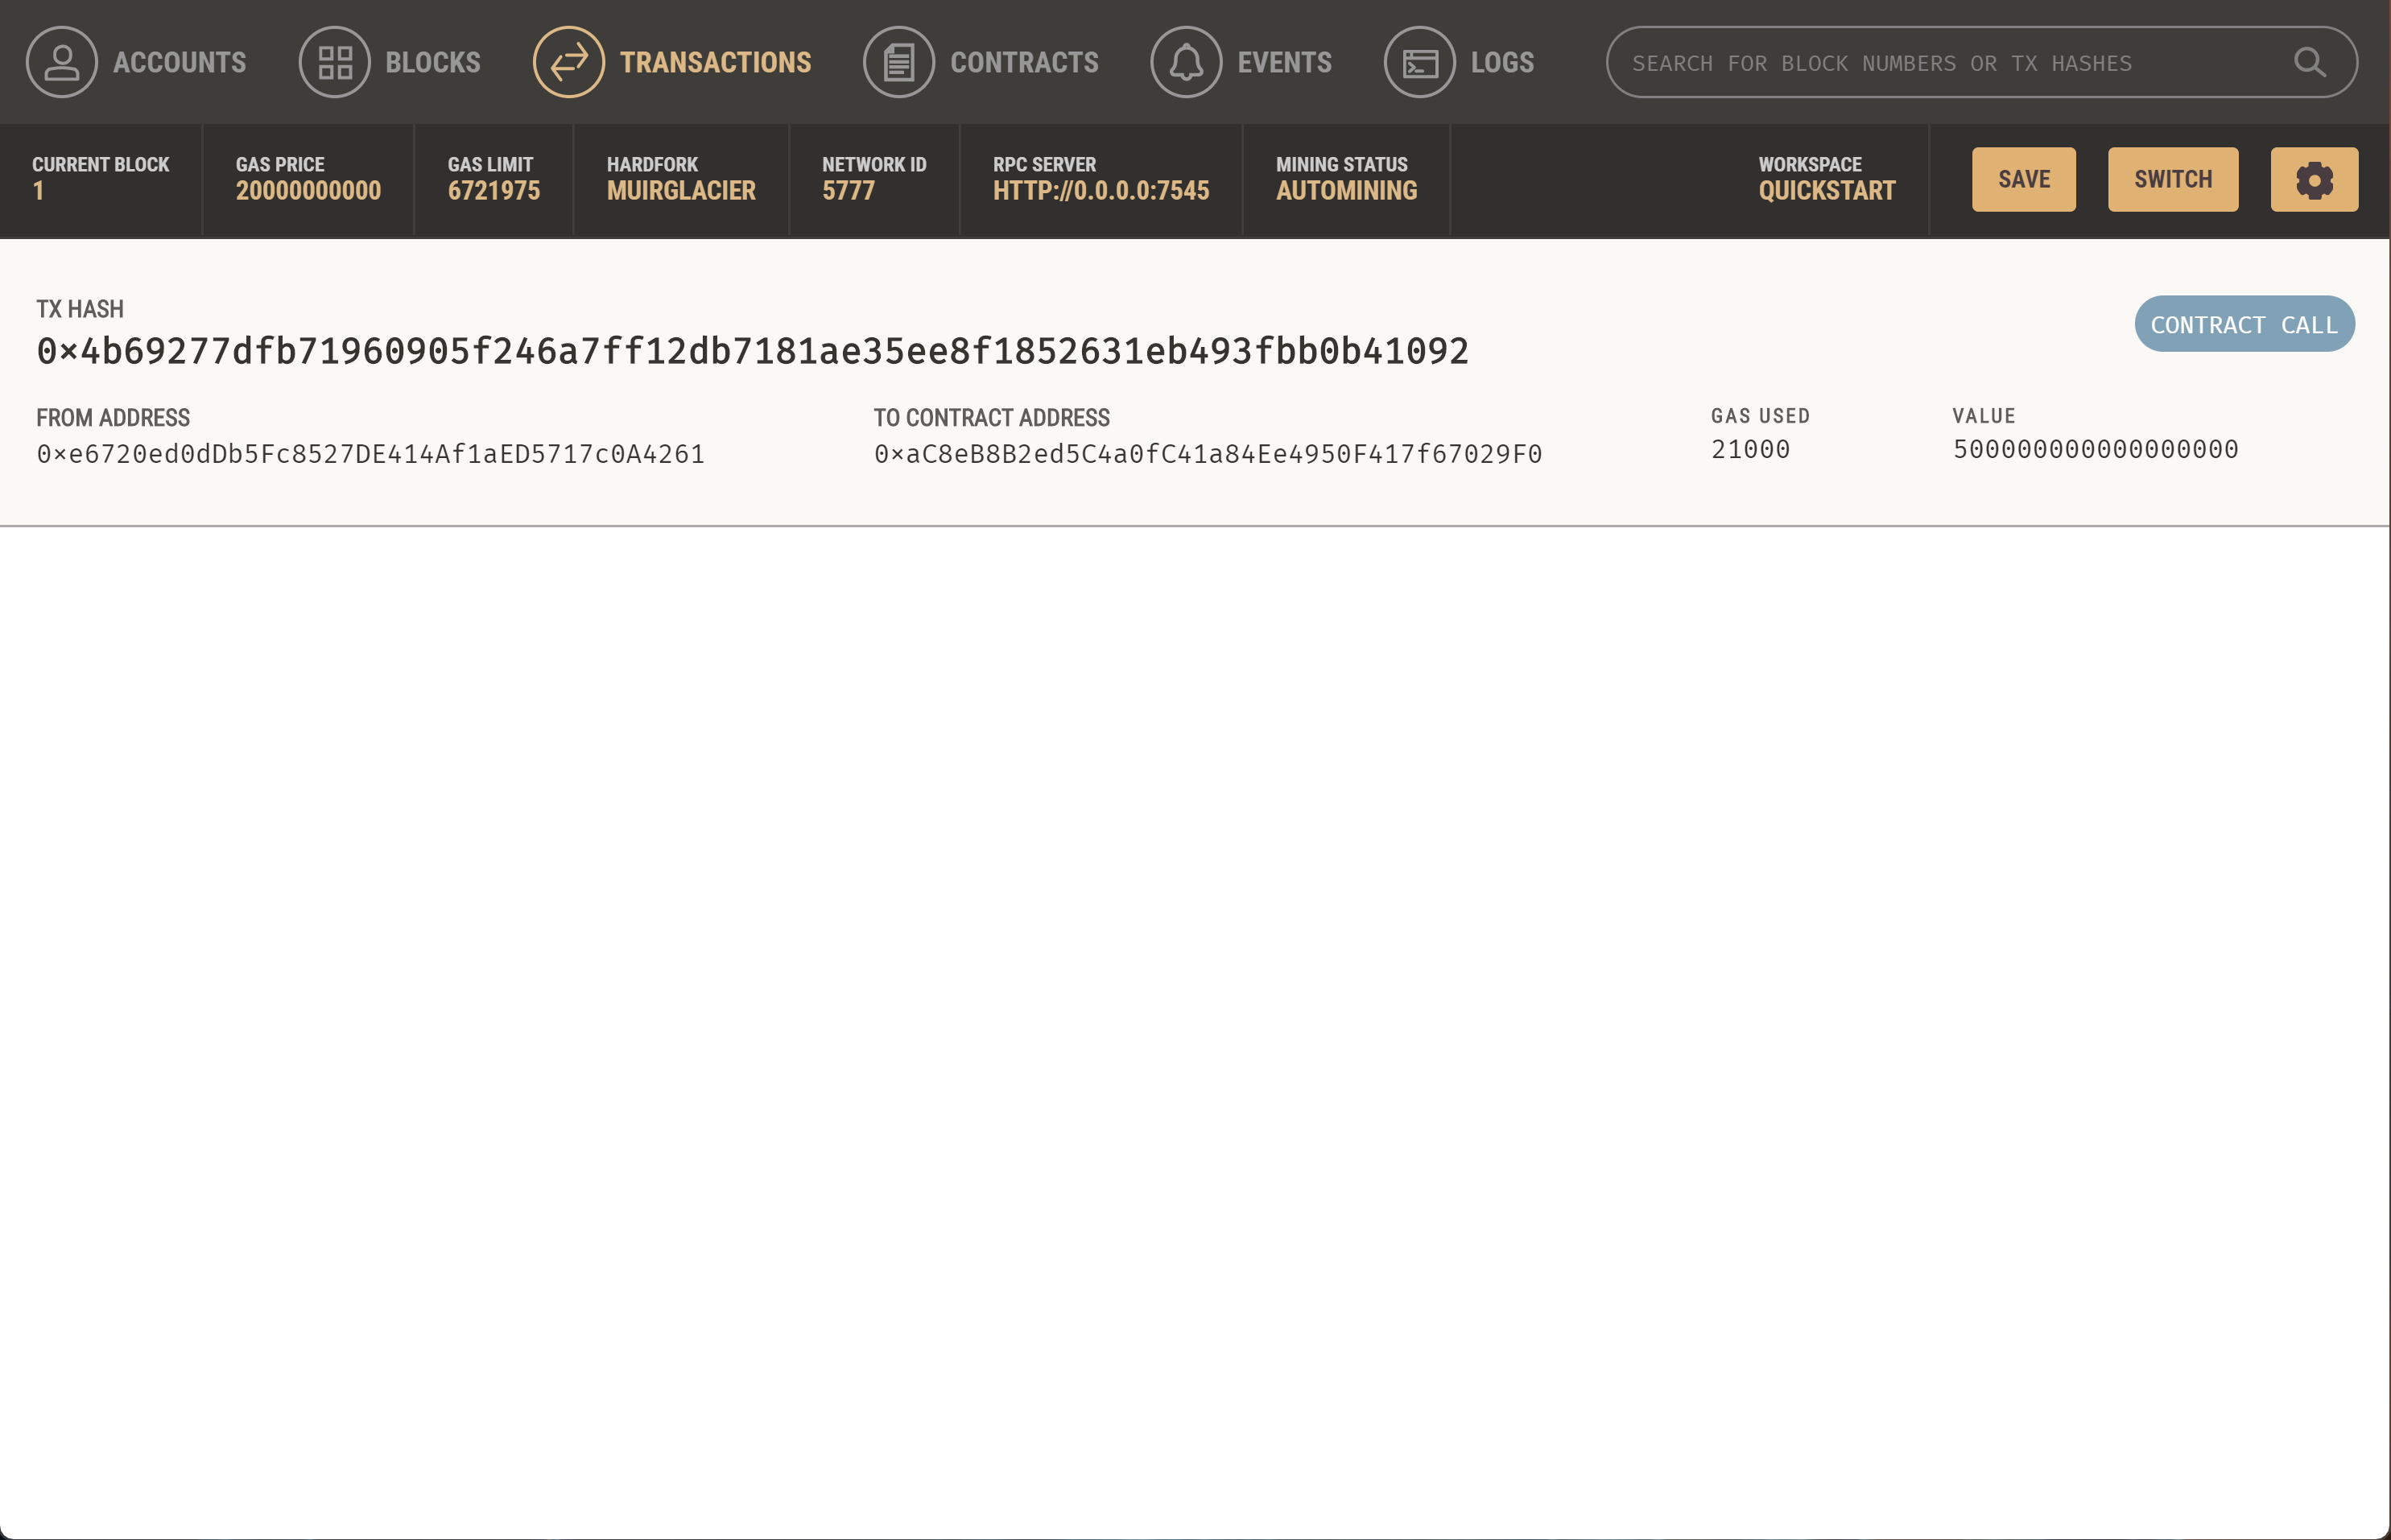 ACCOUNTS BLOCKS TRANSACTIONS CONTRACTS EVENTS LOGS SEARCH FOR BLOCK NUMBERS OR TX HASHES
CURRENT BLOCK GAS PRICE GAS LIMIT HARDFORK NETWORK ID RPC SERVER MINING STATUS WORKSPACE
1 20000000000 6721975 MUIRGLACIER 5777 HTTP://0.0.0.0:7545 AUTOMINING QUICKSTART SAVE SWITCH
TX HASH
0×4b69277dfb71960905f246a7ff12db7181ae35ee8f1852631eb493fbb0b41092 CONTRACT CALL
FROM ADDRESS TO CONTRACT ADDRESS GAS USED VALUE
0×e6720ed0dDb5Fc8527DE414Af1aED5717c0A4261 0×aC8eB8B2ed5C4a0fC41a84Ee4950F417f67029F0 21000 500000000000000000